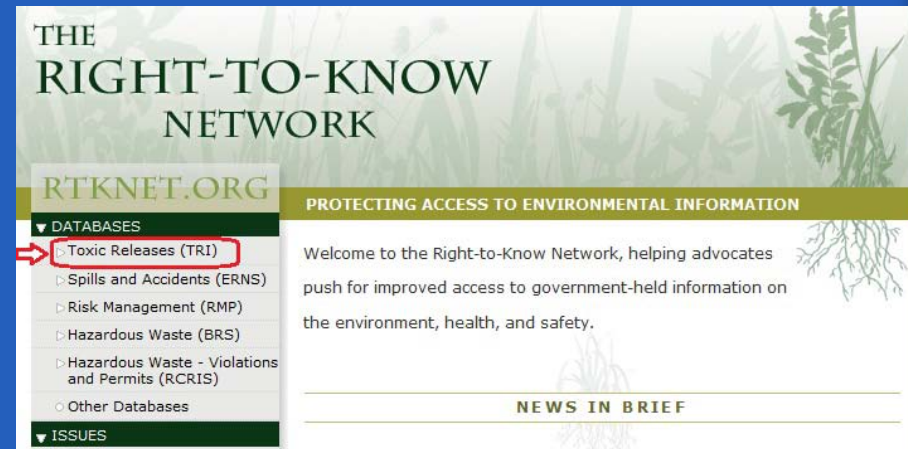 THE
RIGHT-TO-KNOW
NETWORK
RTKNET.ORG
PROTECTING ACCESS TO ENVIRONMENTAL INFORMATION
DATABASES
Toxic Releases (TRI)
Spills and Accidents (ERNS)
Risk Management (RMP)
Hazardous Waste (BRS)
Hazardous Waste - Violations
and Permits (RCRIS)
Other Databases
ISSUES
Welcome to the Right-to-Know Network, helping advocates
push for improved access to government-held information on
the environment, health, and safety.
NEWS IN BRIEF